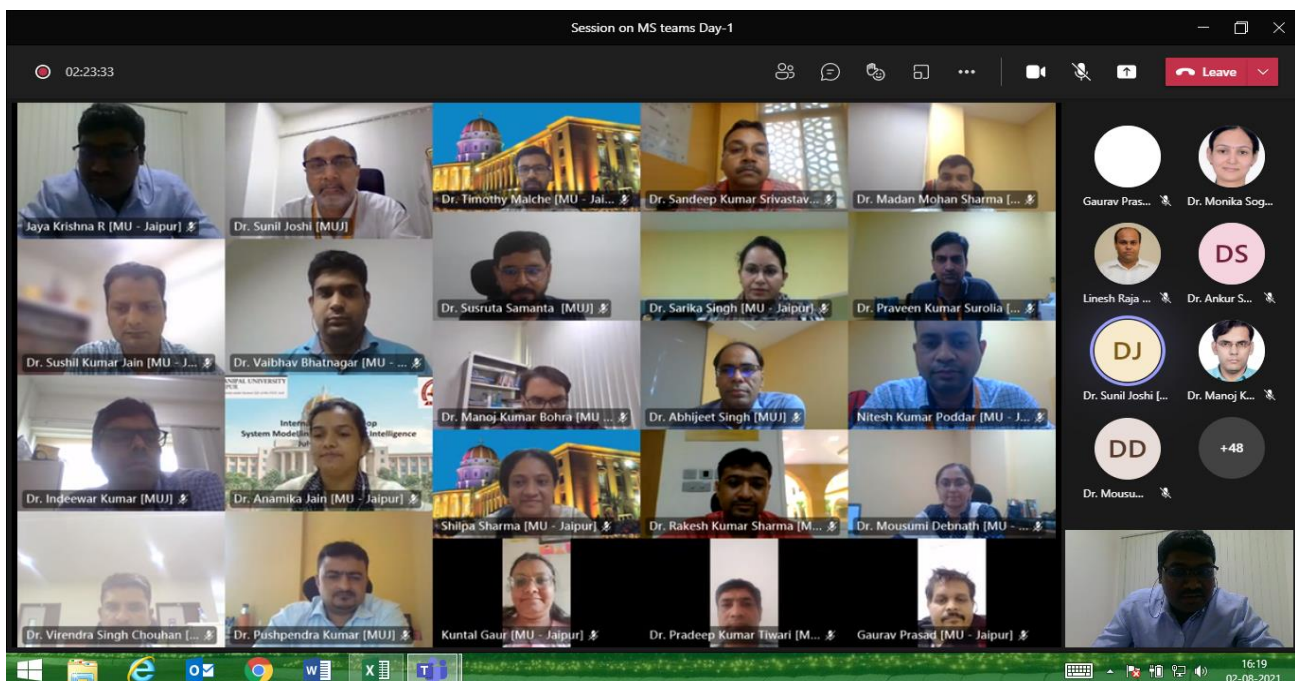 Session on MS teams Day-1
02:23:33
Leave
Jaya Krishna R [MU - Jaipur]
Dr. Sunil Joshi [MUJ]
Dr. Timothy Malche [MU - Jai...
Dr. Sandeep Kumar Srivastav...
Dr. Madan Mohan Sharma [...
Dr. Sushil Kumar Jain [MU - J...
Dr. Vaibhav Bhatnagar [MU - ...
Dr. Susruta Samanta [MUJ]
Dr. Sarika Singh [MU - Jaipur]
Dr. Praveen Kumar Surolia [...
Dr. Manoj Kumar Bohra [MU ...
Dr. Abhijeet Singh [MUJ]
Nitesh Kumar Poddar [MU - J...
ANIPAL UNIVERSITY
System Modelling
Intelligence
Dr. Indeewar Kumar [MUJ]
Dr. Anamika Jain [MU - Jaipur]
Shilpa Sharma [MU - Jaipur]
Dr. Rakesh Kumar Sharma [M...
Dr. Mousumi Debnath [MU - ...
Dr. Virendra Singh Chouhan [...
Dr. Pushpendra Kumar [MUJ]
Kuntal Gaur [MU - Jaipur]
Dr. Pradeep Kumar Tiwari [M...
Gaurav Prasad [MU - Jaipur]
Gaurav Pras...
Dr. Monika Sog...
DS
Linesh Raja ...
Dr. Ankur S...
DJ
Dr. Sunil Joshi [...
Dr. Manoj K...
DD
+48
Dr. Mousu...
16:19
02-08-2021